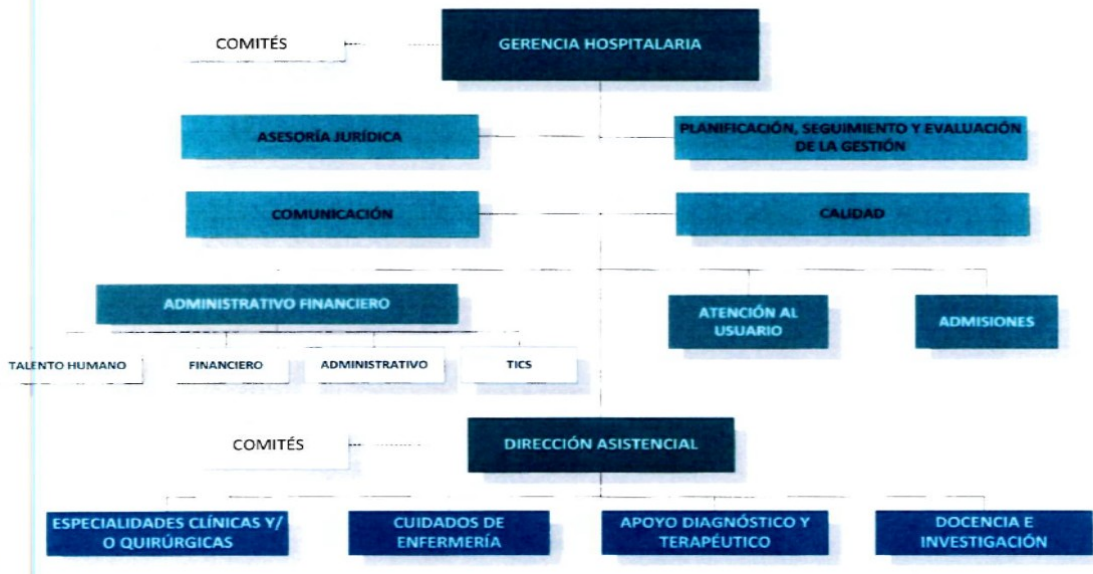 COMITÉS
GERENCIA HOSPITALARIA
ASESORÍA JURÍDICA
PLANIFICACIÓN, SEGUIMIENTO Y EVALUACIÓN
DE LA GESTIÓN
COMUNICACIÓN
CALIDAD
ADMINISTRATIVO FINANCIERO
ATENCIÓN AL
USUARIO
ADMISIONES
TALENTO HUMANO
FINANCIERO
ADMINISTRATIVO
TICS
COMITÉS
DIRECCIÓN ASISTENCIAL
ESPECIALIDADES CLÍNICAS Y/
O QUIRÚRGICAS
CUIDADOS DE
ENFERMERÍA
APOYO DIAGNÓSTICO Y
TERAPÉUTICO
DOCENCIA E
INVESTIGACIÓN